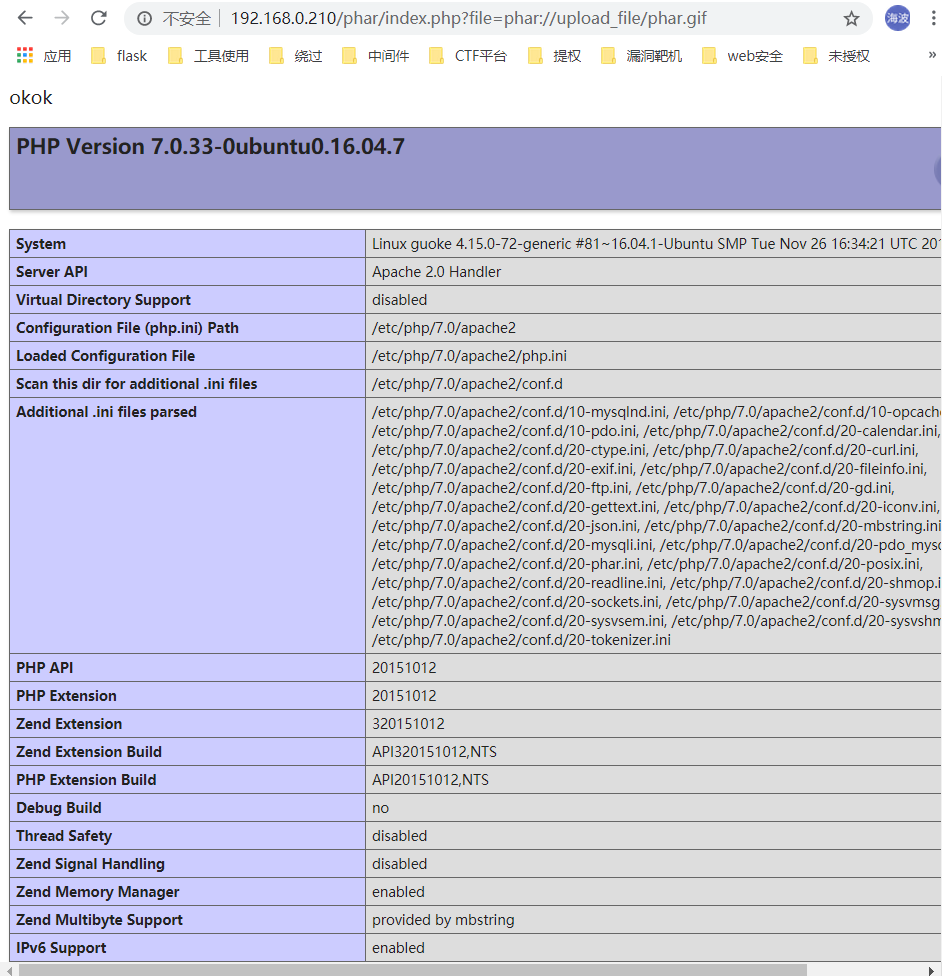 不安全 192.168.0.210/phar/index.php?file=phar://upload_file/phar.gif 海波
应用 flask 工具使用 绕过 中间件 CTF平台 提权 漏洞靶机 web安全 未授权 »
okok
PHP Version 7.0.33-0ubuntu0.16.04.7
System Linux guoke 4.15.0-72-generic #81~16.04.1-Ubuntu SMP Tue Nov 26 16:34:21 UTC 201
Server API Apache 2.0 Handler
Virtual Directory Support disabled
Configuration File (php.ini) Path /etc/php/7.0/apache2
Loaded Configuration File /etc/php/7.0/apache2/php.ini
Scan this dir for additional .ini files /etc/php/7.0/apache2/conf.d
Additional .ini files parsed /etc/php/7.0/apache2/conf.d/10-mysqlnd.ini, /etc/php/7.0/apache2/conf.d/10-opcache
/etc/php/7.0/apache2/conf.d/10-pdo.ini, /etc/php/7.0/apache2/conf.d/20-calendar.ini,
/etc/php/7.0/apache2/conf.d/20-ctype.ini, /etc/php/7.0/apache2/conf.d/20-curl.ini,
/etc/php/7.0/apache2/conf.d/20-exif.ini, /etc/php/7.0/apache2/conf.d/20-fileinfo.ini,
/etc/php/7.0/apache2/conf.d/20-ftp.ini, /etc/php/7.0/apache2/conf.d/20-gd.ini,
/etc/php/7.0/apache2/conf.d/20-gettext.ini, /etc/php/7.0/apache2/conf.d/20-iconv.ini,
/etc/php/7.0/apache2/conf.d/20-json.ini, /etc/php/7.0/apache2/conf.d/20-mbstring.ini
/etc/php/7.0/apache2/conf.d/20-mysqli.ini, /etc/php/7.0/apache2/conf.d/20-pdo_mysq
/etc/php/7.0/apache2/conf.d/20-phar.ini, /etc/php/7.0/apache2/conf.d/20-posix.ini,
/etc/php/7.0/apache2/conf.d/20-readline.ini, /etc/php/7.0/apache2/conf.d/20-shmop.i
/etc/php/7.0/apache2/conf.d/20-sockets.ini, /etc/php/7.0/apache2/conf.d/20-sysvmsg
/etc/php/7.0/apache2/conf.d/20-sysvsem.ini, /etc/php/7.0/apache2/conf.d/20-sysvshm
/etc/php/7.0/apache2/conf.d/20-tokenizer.ini
PHP API 20151012
PHP Extension 20151012
Zend Extension 320151012
Zend Extension Build API320151012,NTS
PHP Extension Build API20151012,NTS
Debug Build no
Thread Safety disabled
Zend Signal Handling disabled
Zend Memory Manager enabled
Zend Multibyte Support provided by mbstring
IPv6 Support enabled